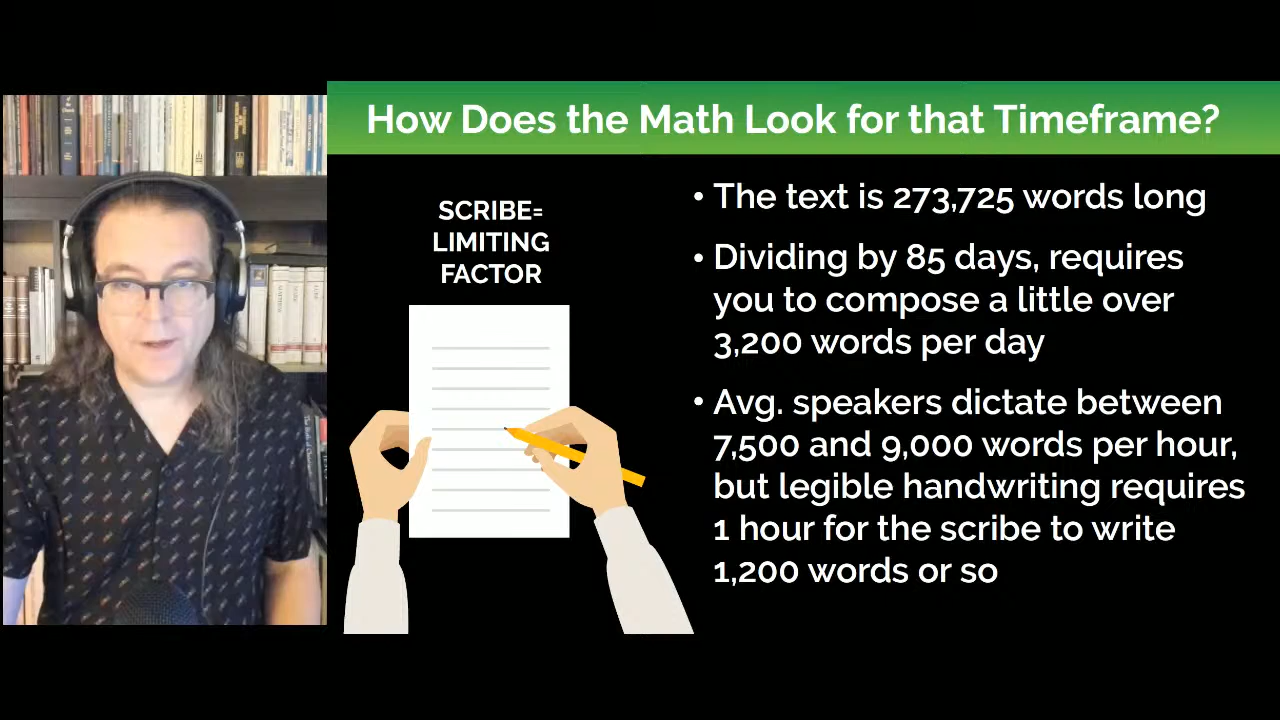 How Does the Math Look for that Timeframe?
SCRIBE=
LIMITING
FACTOR
• The text is 273,725 words long
• Dividing by 85 days, requires
you to compose a little over
3,200 words per day
• Avg. speakers dictate between
7,500 and 9,000 words per hour,
but legible handwriting requires
1 hour for the scribe to write
1,200 words or so